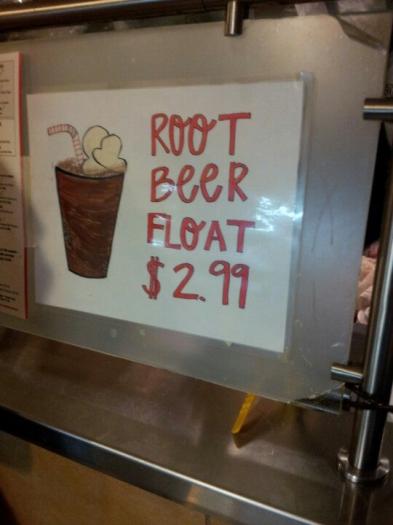 ROOT
BEER
FLOAT
$2.99